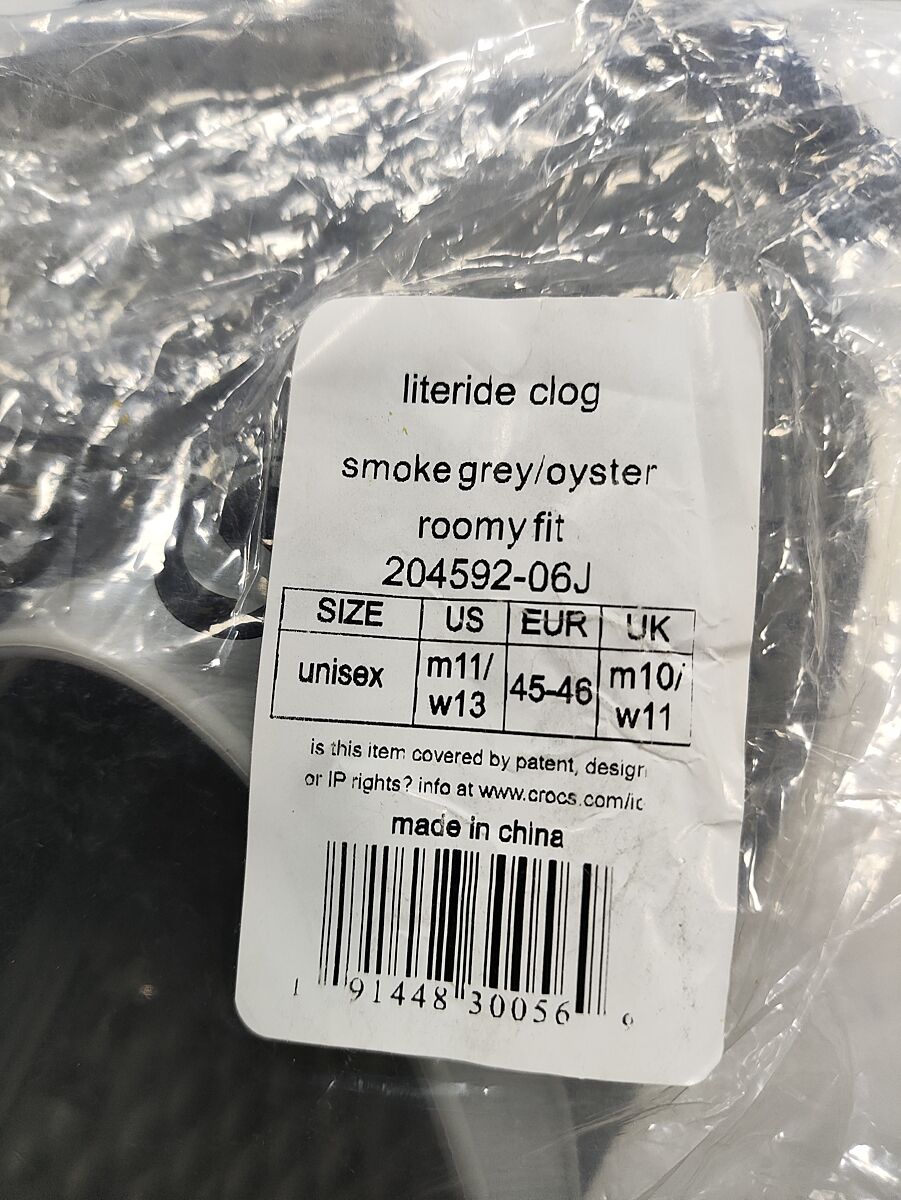 literide clog
smoke grey/oyster
roomy fit
204592-06J
SIZE US EUR UK
unisex m11/ w13 45-46 m10/ w11
is this item covered by patent, design
or IP rights? info at www.crocs.com/ic
made in china
1 91448 30056 6